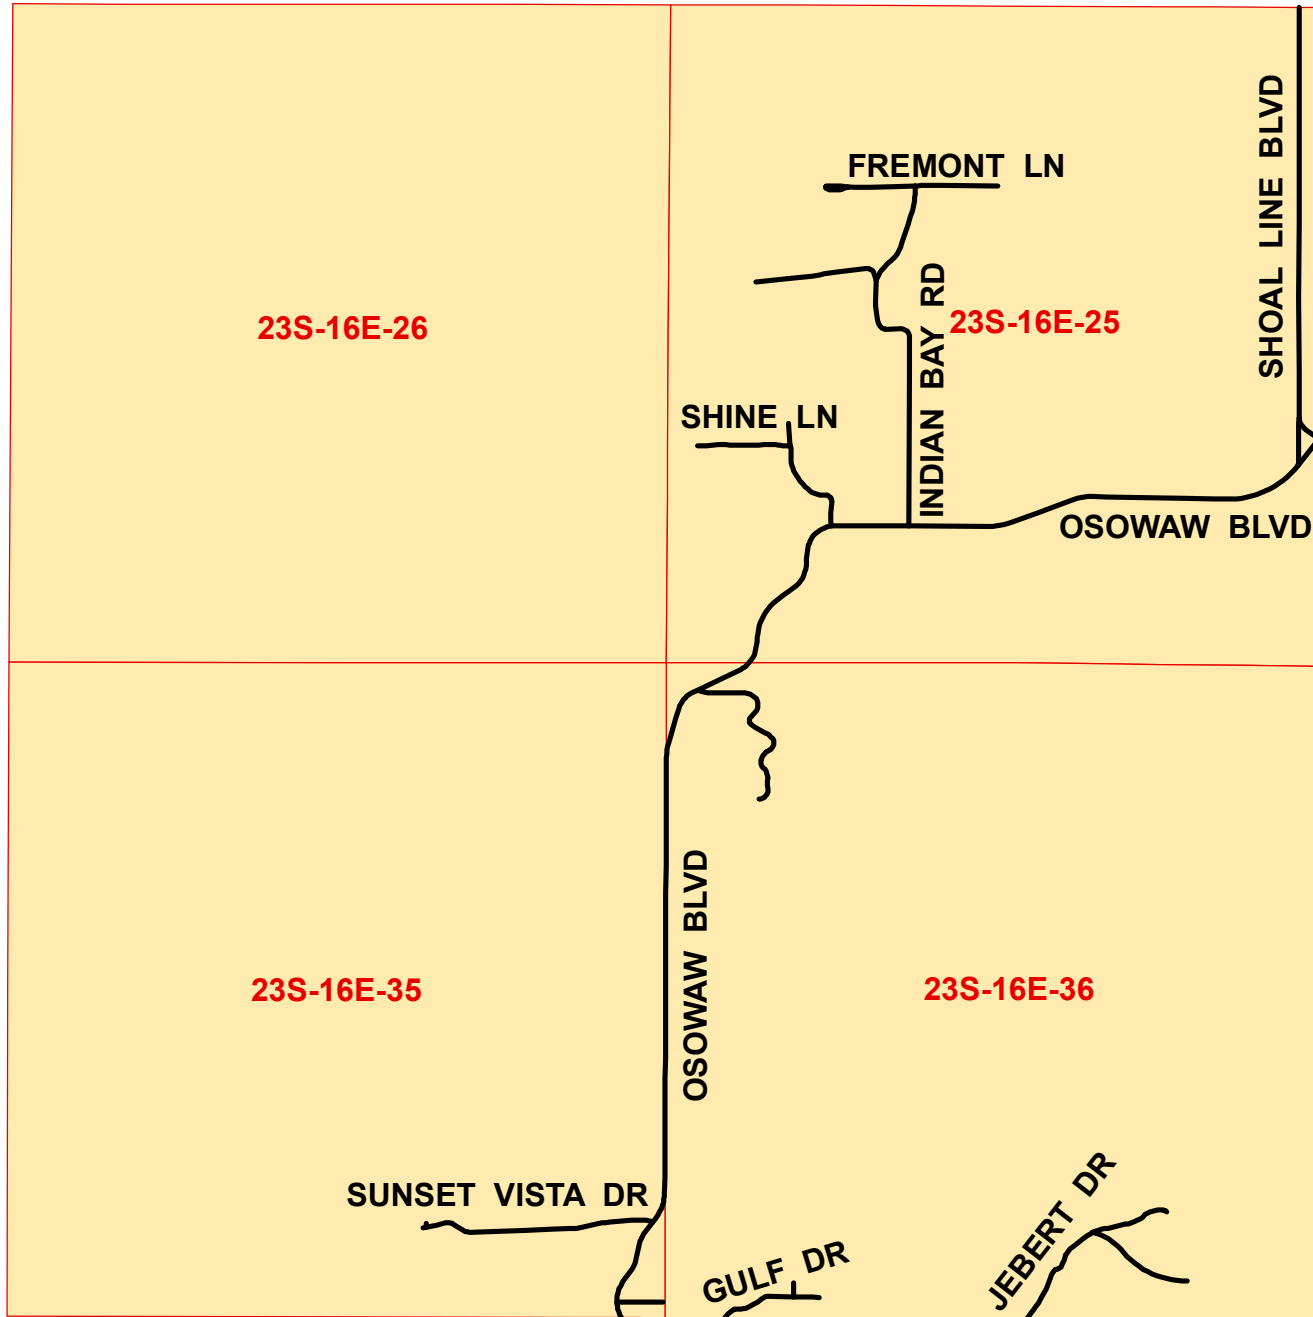 SHOAL LINE BLVD
FREMONT LN
23S-16E-26
INDIAN BAY RD
23S-16E-25
SHINE LN
OSOWAW BLVD
OSOWAW BLVD
23S-16E-35
23S-16E-36
SUNSET VISTA DR
JEBERT DR
GULF DR